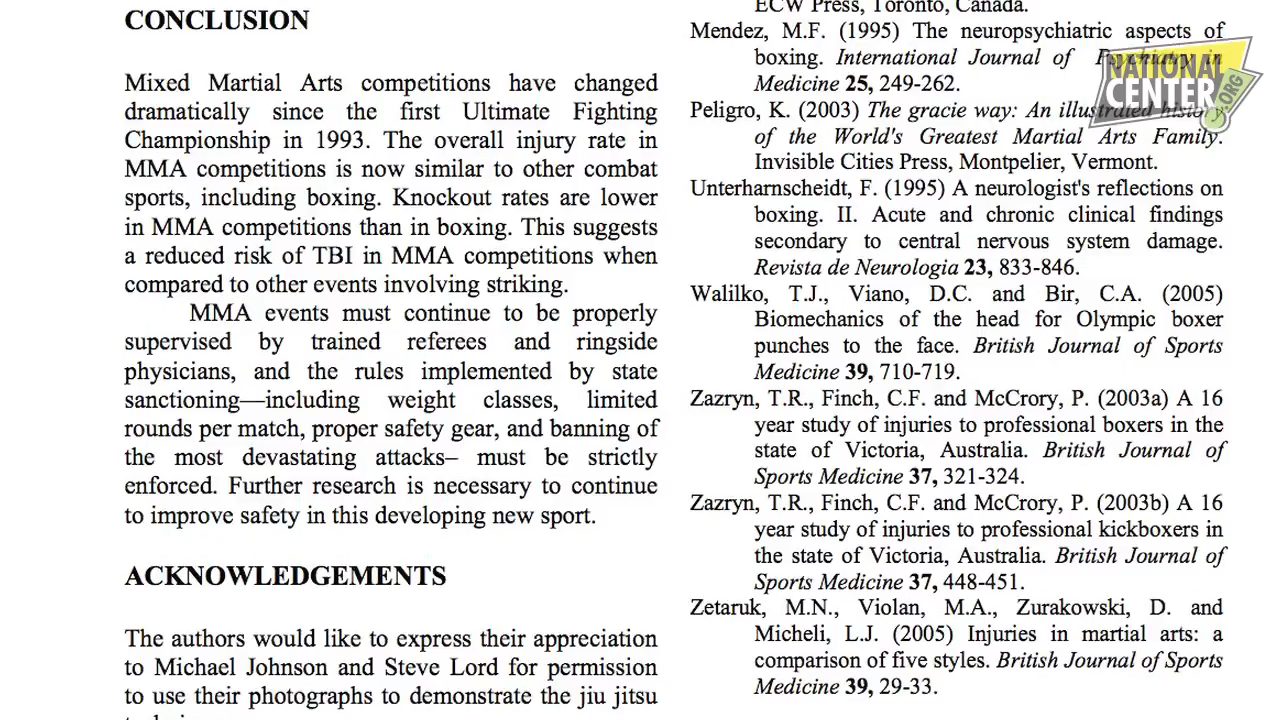 CONCLUSION
Mixed Martial Arts competitions have changed
dramatically since the first Ultimate Fighting
Championship in 1993. The overall injury rate in
MMA competitions is now similar to other combat
sports, including boxing. Knockout rates are lower
in MMA competitions than in boxing. This suggests
a reduced risk of TBI in MMA competitions when
compared to other events involving striking.
MMA events must continue to be properly
supervised by trained referees and ringside
physicians, and the rules implemented by state
sanctioning—including weight classes, limited
rounds per match, proper safety gear, and banning of
the most devastating attacks– must be strictly
enforced. Further research is necessary to continue
to improve safety in this developing new sport.
ACKNOWLEDGEMENTS
The authors would like to express their appreciation
to Michael Johnson and Steve Lord for permission
to use their photographs to demonstrate the jiu jitsu
ECW Press, Toronto, Canada.
Mendez, M.F. (1995) The neuropsychiatric aspects of
boxing. International Journal of Psychiatry in
Medicine 25, 249-262.
Peligro, K. (2003) The gracie way: An illustrated history
of the World's Greatest Martial Arts Family.
Invisible Cities Press, Montpelier, Vermont.
Unterharnscheidt, F. (1995) A neurologist's reflections on
boxing. II. Acute and chronic clinical findings
secondary to central nervous system damage.
Revista de Neurologia 23, 833-846.
Walilko, T.J., Viano, D.C. and Bir, C.A. (2005)
Biomechanics of the head for Olympic boxer
punches to the face. British Journal of Sports
Medicine 39, 710-719.
Zazryn, T.R., Finch, C.F. and McCrory, P. (2003a) A 16
year study of injuries to professional boxers in the
state of Victoria, Australia. British Journal of
Sports Medicine 37, 321-324.
Zazryn, T.R., Finch, C.F. and McCrory, P. (2003b) A 16
year study of injuries to professional kickboxers in
the state of Victoria, Australia. British Journal of
Sports Medicine 37, 448-451.
Zetaruk, M.N., Violan, M.A., Zurakowski, D. and
Micheli, L.J. (2005) Injuries in martial arts: a
comparison of five styles. British Journal of Sports
Medicine 39, 29-33.
NATIONAL
CENTER
.ORG